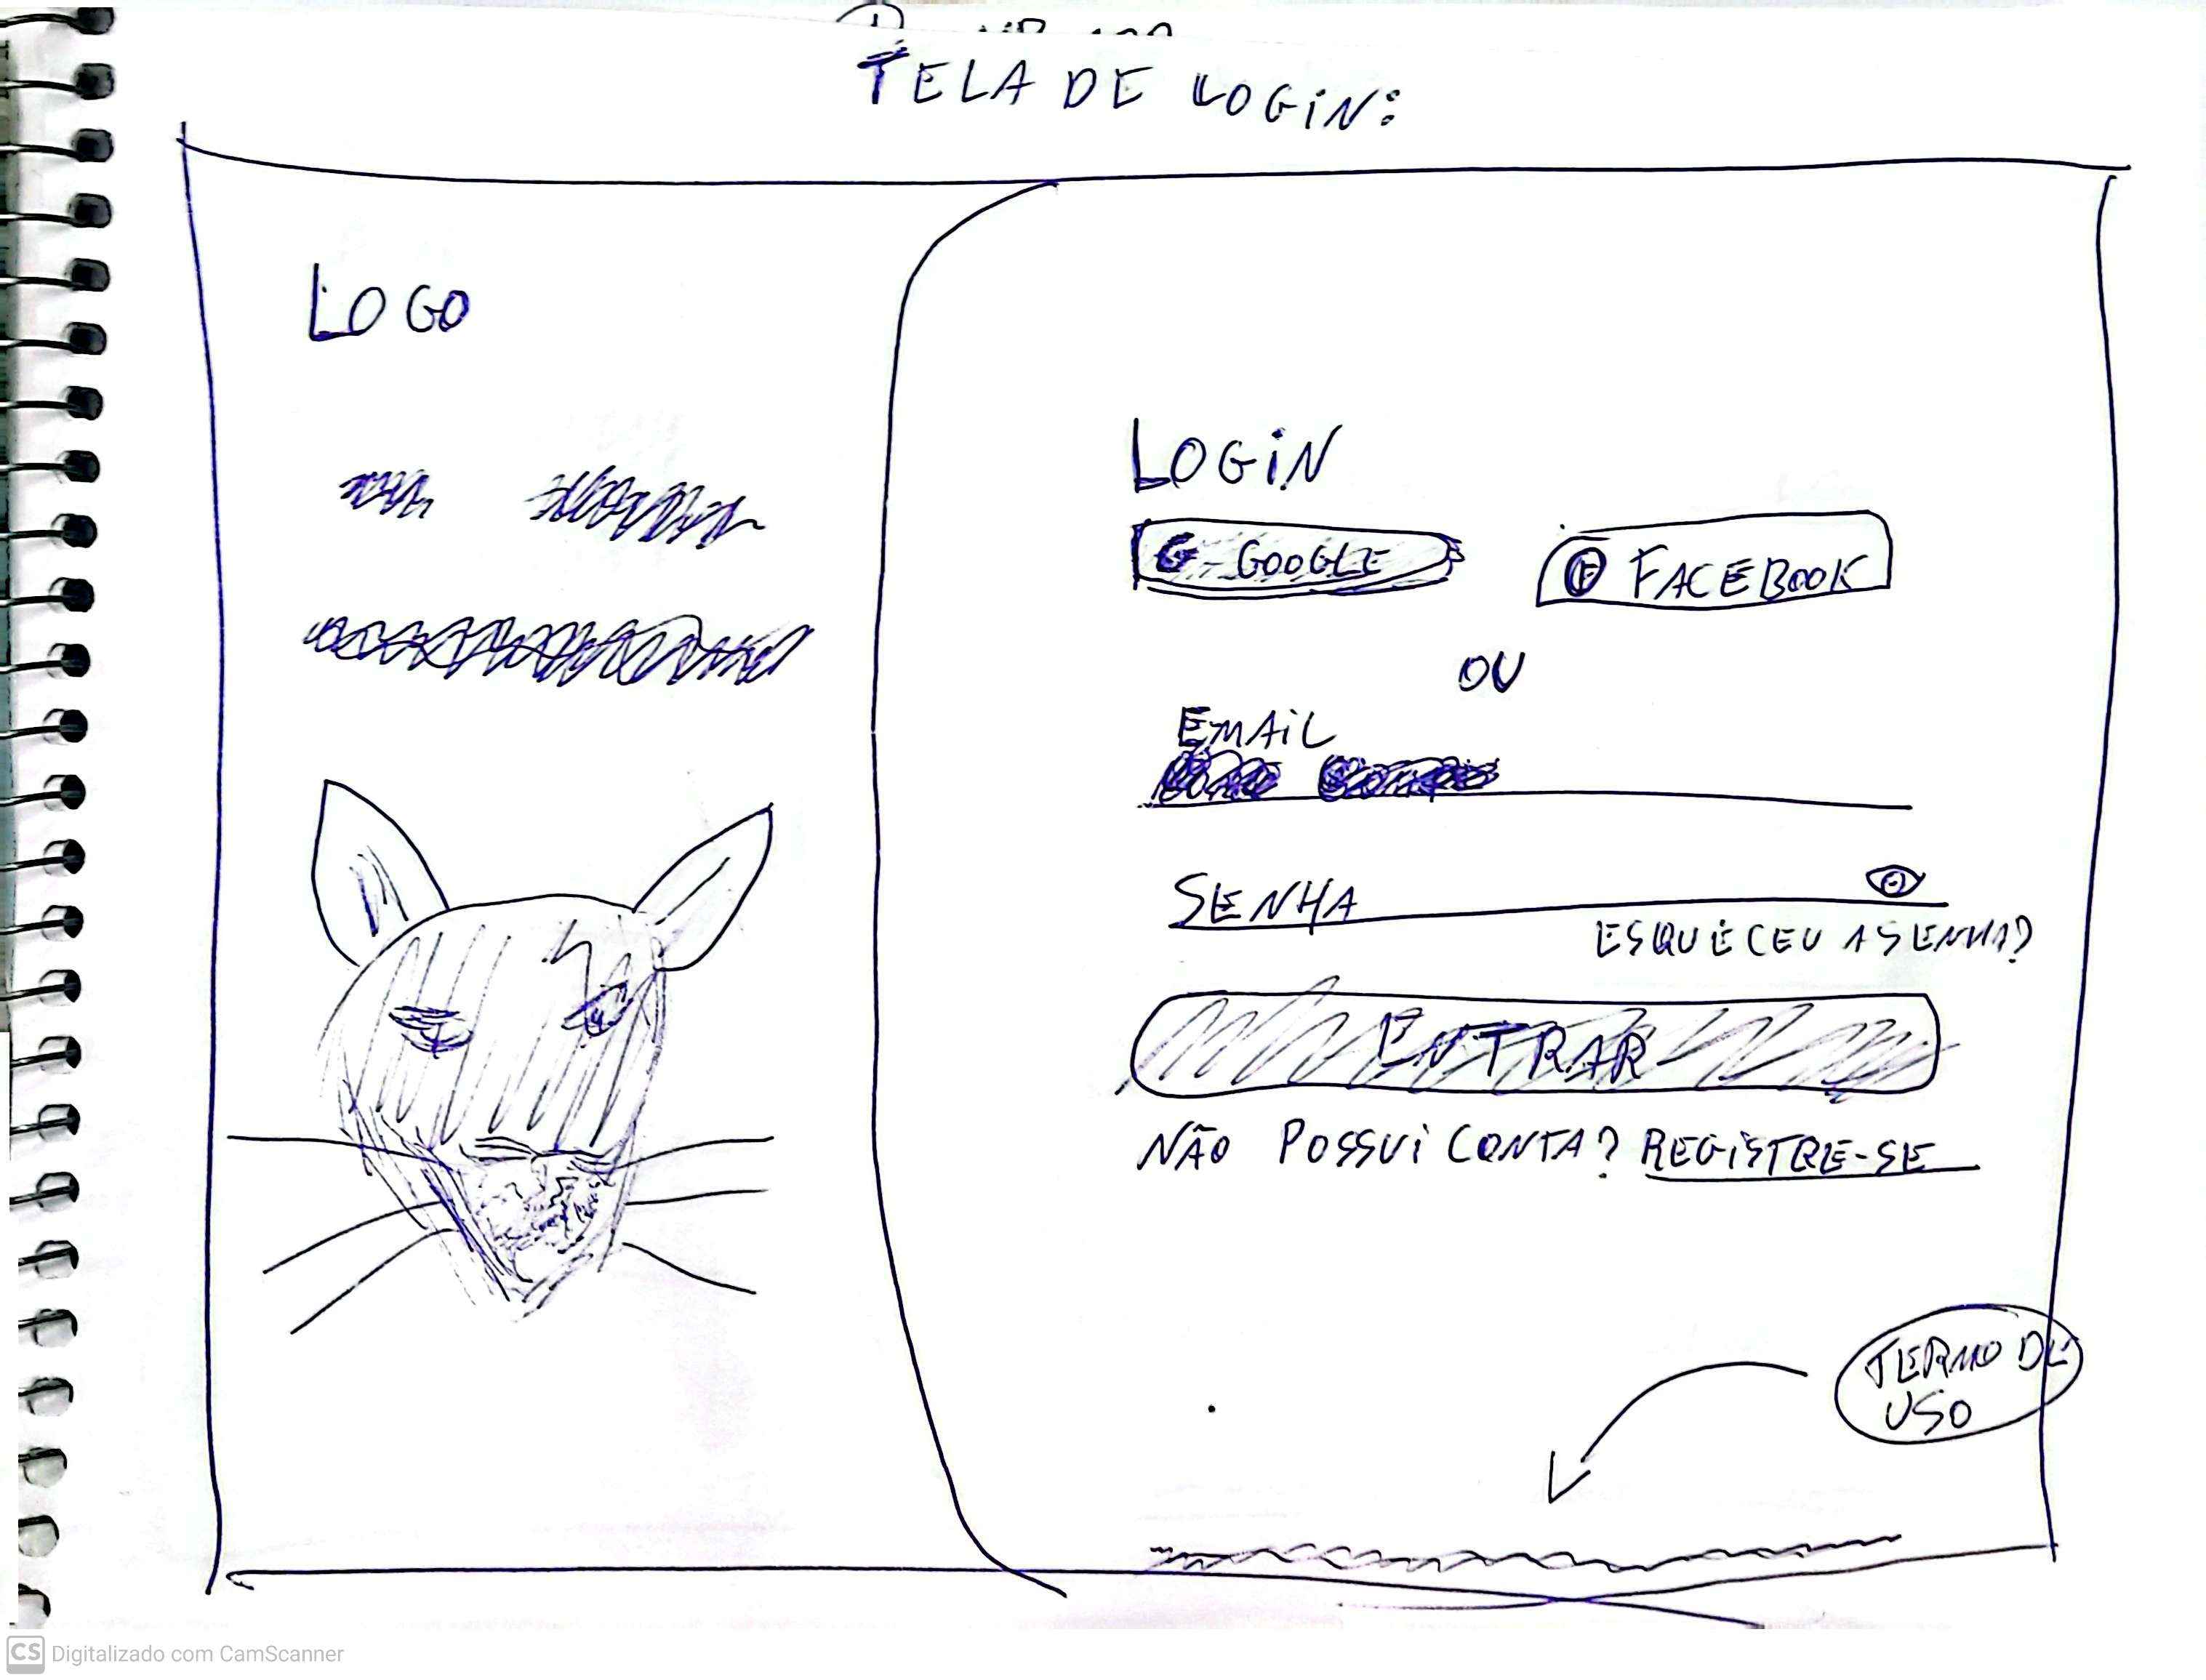 TELA DE LOGIN:
LOGO
LOGIN
G GOOGLE
F FACEBOOK
OU
EMAIL
SENHA
ESQUECEU A SENHA?
ENTRAR
NÃO POSSUI CONTA? REGISTRE-SE
TERMO DE
USO
CS Digitalizado com CamScanner